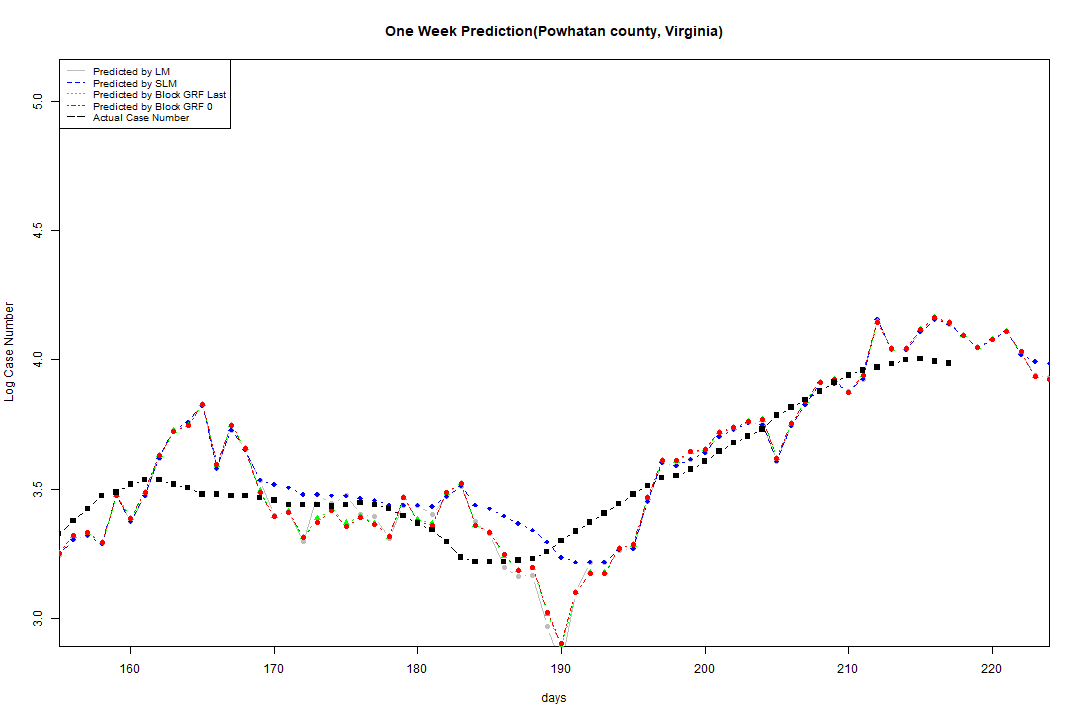 One Week Prediction(Powhatan county, Virginia)
Predicted by LM
Predicted by SLM
Predicted by Block GRF Last
Predicted by Block GRF 0
Actual Case Number
5.0
4.5
4.0
3.5
3.0
Log Case Number
160 170 180 190 200 210 220
days